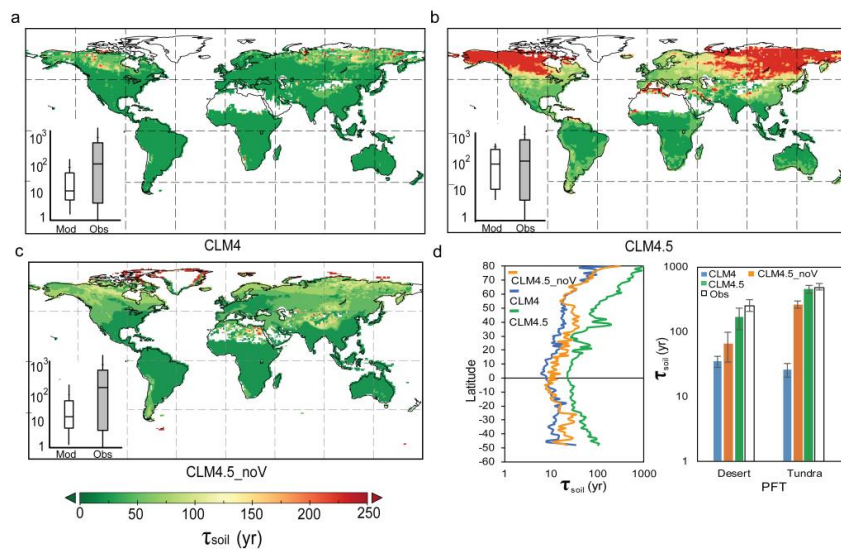 a
b
10³
10²
10
1
Mod Obs
CLM4
10³
10²
10
1
Mod Obs
CLM4.5
c
10³
10²
10
1
Mod Obs
CLM4.5_noV
0 50 100 150 200 250
τsoil (yr)
d
80
70
60
50
40
30
20
10
0
-10
-20
-30
-40
-50
-60
Latitude
CLM4.5_noV
CLM4
CLM4.5
1 10 100 1000
τsoil (yr)
CLM4 CLM4.5_noV
CLM4.5 Obs
1000
100
10
1
τsoil (yr)
Desert Tundra
PFT